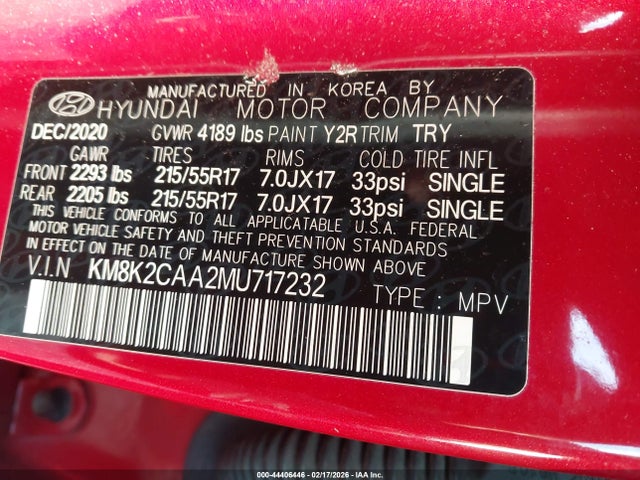 MANUFACTURED IN KOREA BY
HYUNDAI MOTOR COMPANY
DEC/2020 GVWR 4189 lbs PAINT Y2R TRIM TRY
GAWR TIRES RIMS COLD TIRE INFL
FRONT 2293 lbs 215/55R17 7.0JX17 33psi SINGLE
REAR 2205 lbs 215/55R17 7.0JX17 33psi SINGLE
THIS VEHICLE CONFORMS TO ALL APPLICATABLE U.S.A. FEDERAL
MOTOR VEHICLE SAFETY AND THEFT PREVENTION STANDARDS
IN EFFECT ON THE DATE OF MANUFACTURE SHOWN ABOVE
V.I.N KM8K2CAA2MU717232 TYPE : MPV
000-44406446 - 02/17/2026 - IAA Inc.